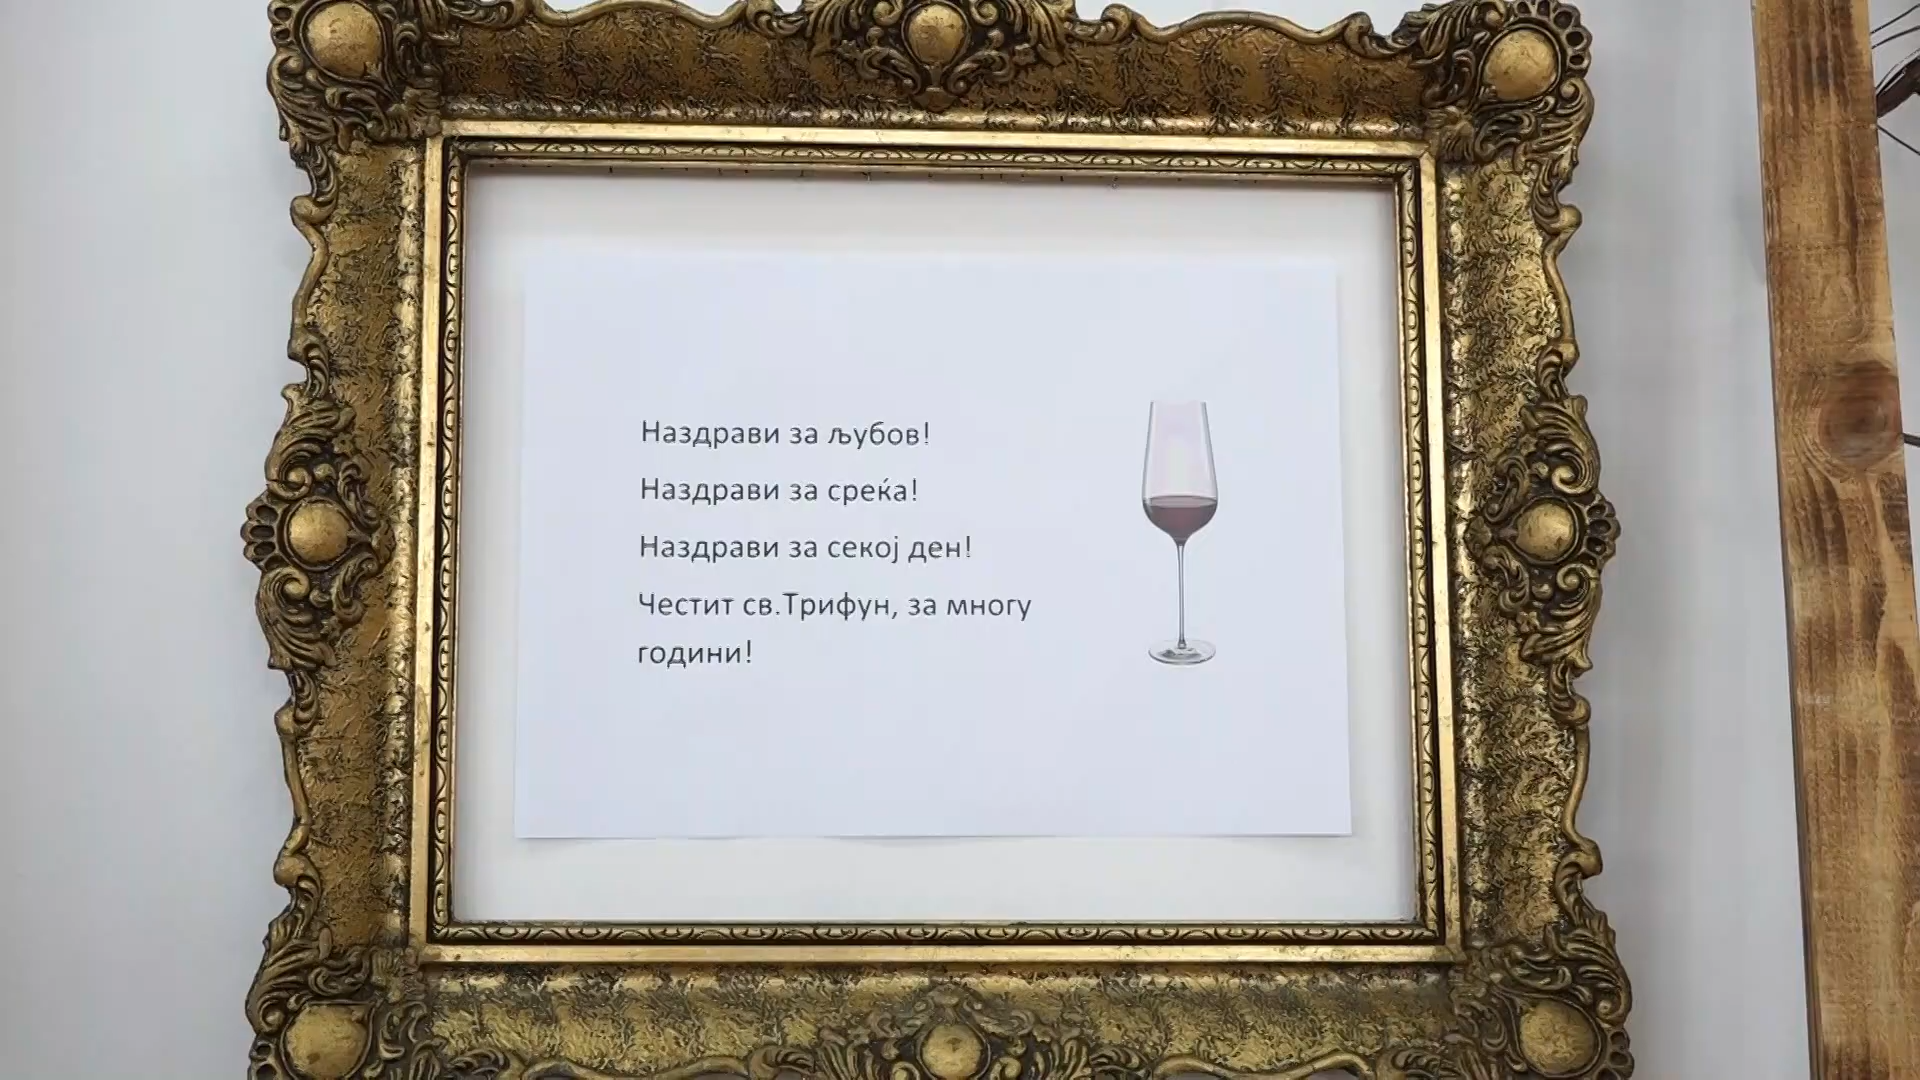 Наздрави за љубов!
Наздрави за среќа!
Наздрави за секој ден!
Честит св.Трифун, за многу
години!